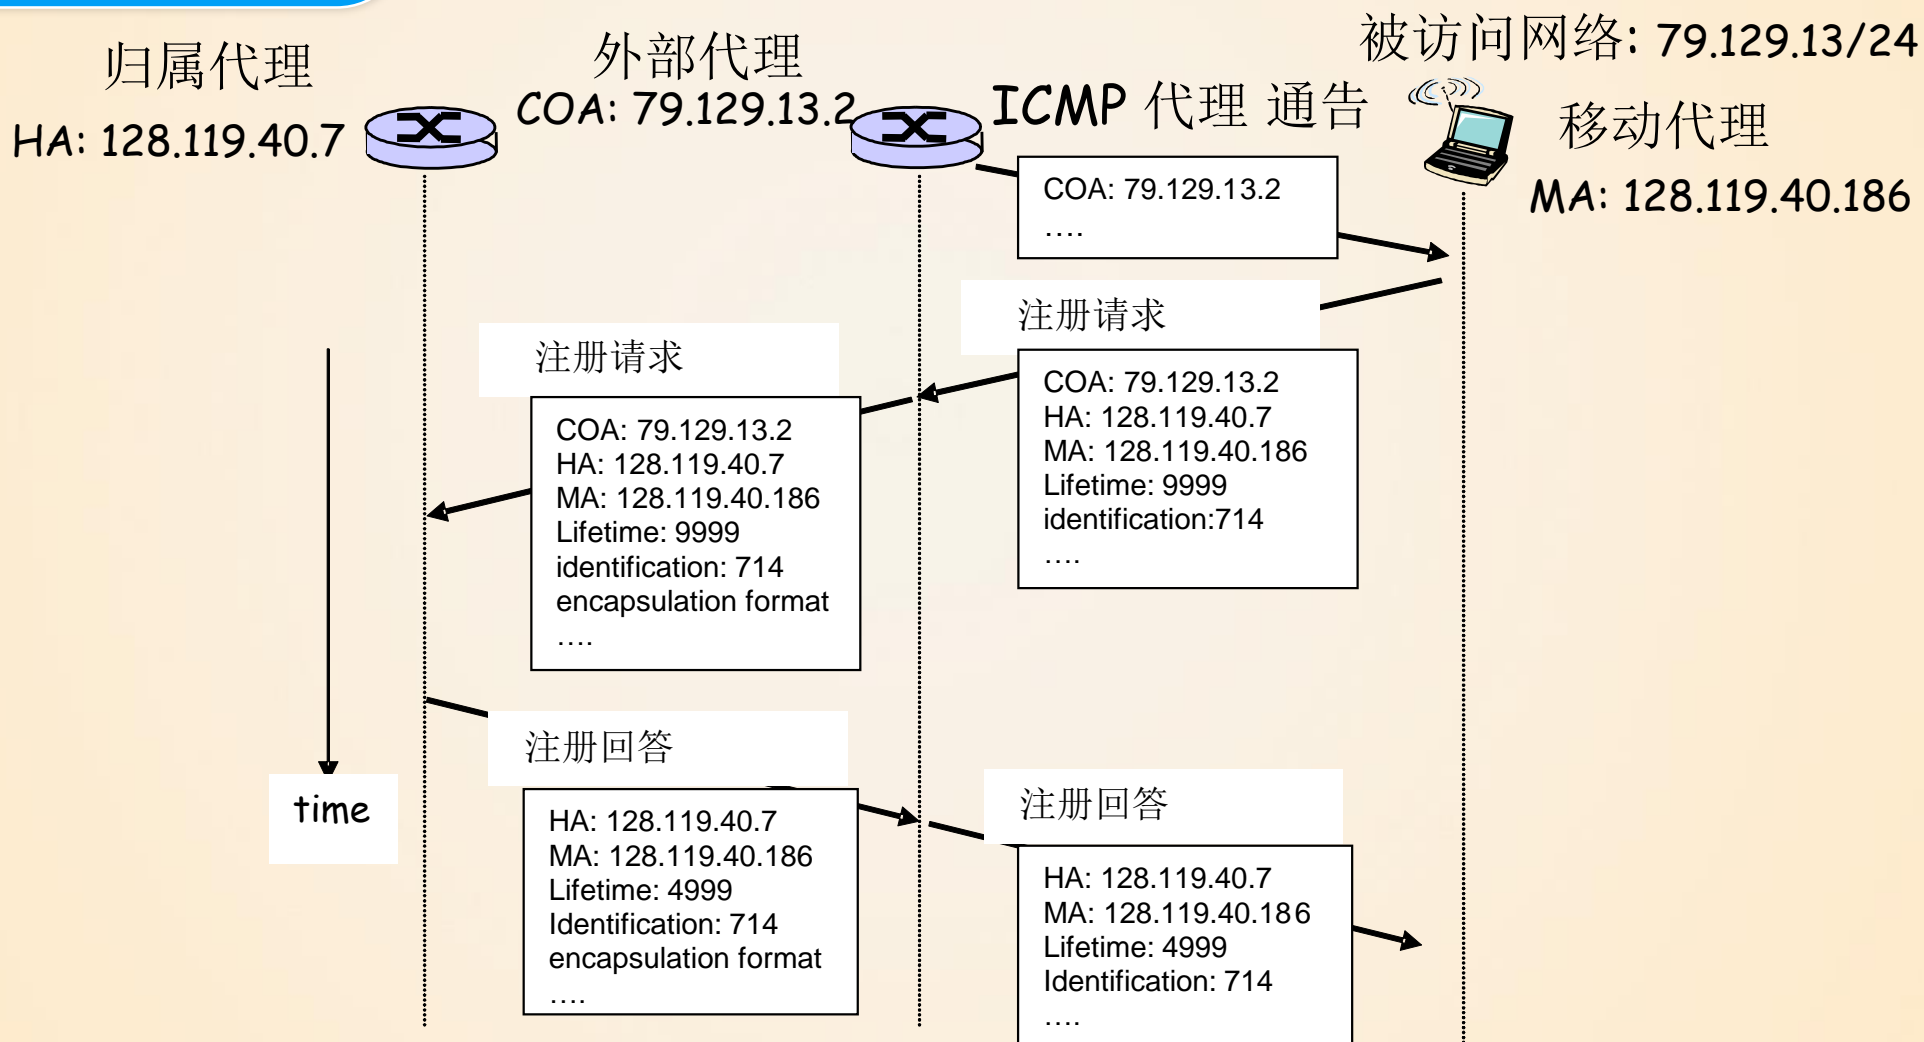 归属代理
HA: 128.119.40.7
外部代理
COA: 79.129.13.2
ICMP 代理 通告
被访问网络: 79.129.13/24
移动代理
MA: 128.119.40.186
COA: 79.129.13.2
….
注册请求
COA: 79.129.13.2
HA: 128.119.40.7
MA: 128.119.40.186
Lifetime: 9999
identification:714
….
注册请求
COA: 79.129.13.2
HA: 128.119.40.7
MA: 128.119.40.186
Lifetime: 9999
identification: 714
encapsulation format
….
time
注册回答
HA: 128.119.40.7
MA: 128.119.40.186
Lifetime: 4999
Identification: 714
encapsulation format
….
注册回答
HA: 128.119.40.7
MA: 128.119.40.186
Lifetime: 4999
Identification: 714
….